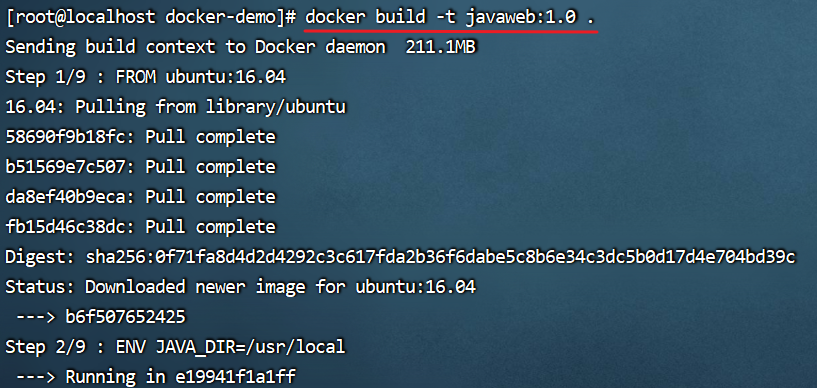 [root@localhost docker-demo]# docker build -t javaweb:1.0 .
Sending build context to Docker daemon  211.1MB
Step 1/9 : FROM ubuntu:16.04
16.04: Pulling from library/ubuntu
58690f9b18fc: Pull complete
b51569e7c507: Pull complete
da8ef40b9eca: Pull complete
fb15d46c38dc: Pull complete
Digest: sha256:0f71fa8d4d2d4292c3c617fda2b36f6dabe5c8b6e34c3dc5b0d17d4e704bd39c
Status: Downloaded newer image for ubuntu:16.04
 ---> b6f507652425
Step 2/9 : ENV JAVA_DIR=/usr/local
 ---> Running in e19941f1a1ff